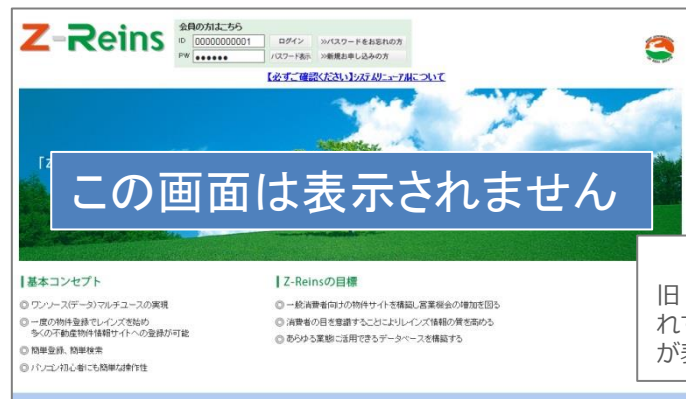 Z-Reins
会員の方はこちら
ID 00000000001 ログイン »パスワードをお忘れの方
PW ●●●●●● パスワード表示 »新規お申し込みの方
【必ずご確認ください】システムリニューアルについて
「Z
この画面は表示されません
基本コンセプト
◎ ワンソース(データ)マルチユースの実現
◎ 一度の物件登録でレインズを始め
多くの不動産物件情報サイトへの登録が可能
◎ 簡単登録、簡単検索
◎ パソコン初心者にも簡単な操作性
Z-Reinsの目標
◎ 一般消費者向けの物件サイトを構築し営業機会の増加を図る
◎ 消費者の目を意識することによりレインズ情報の質を高める
◎ あらゆる業態に活用できるデータベースを構築する
旧
れて
が表